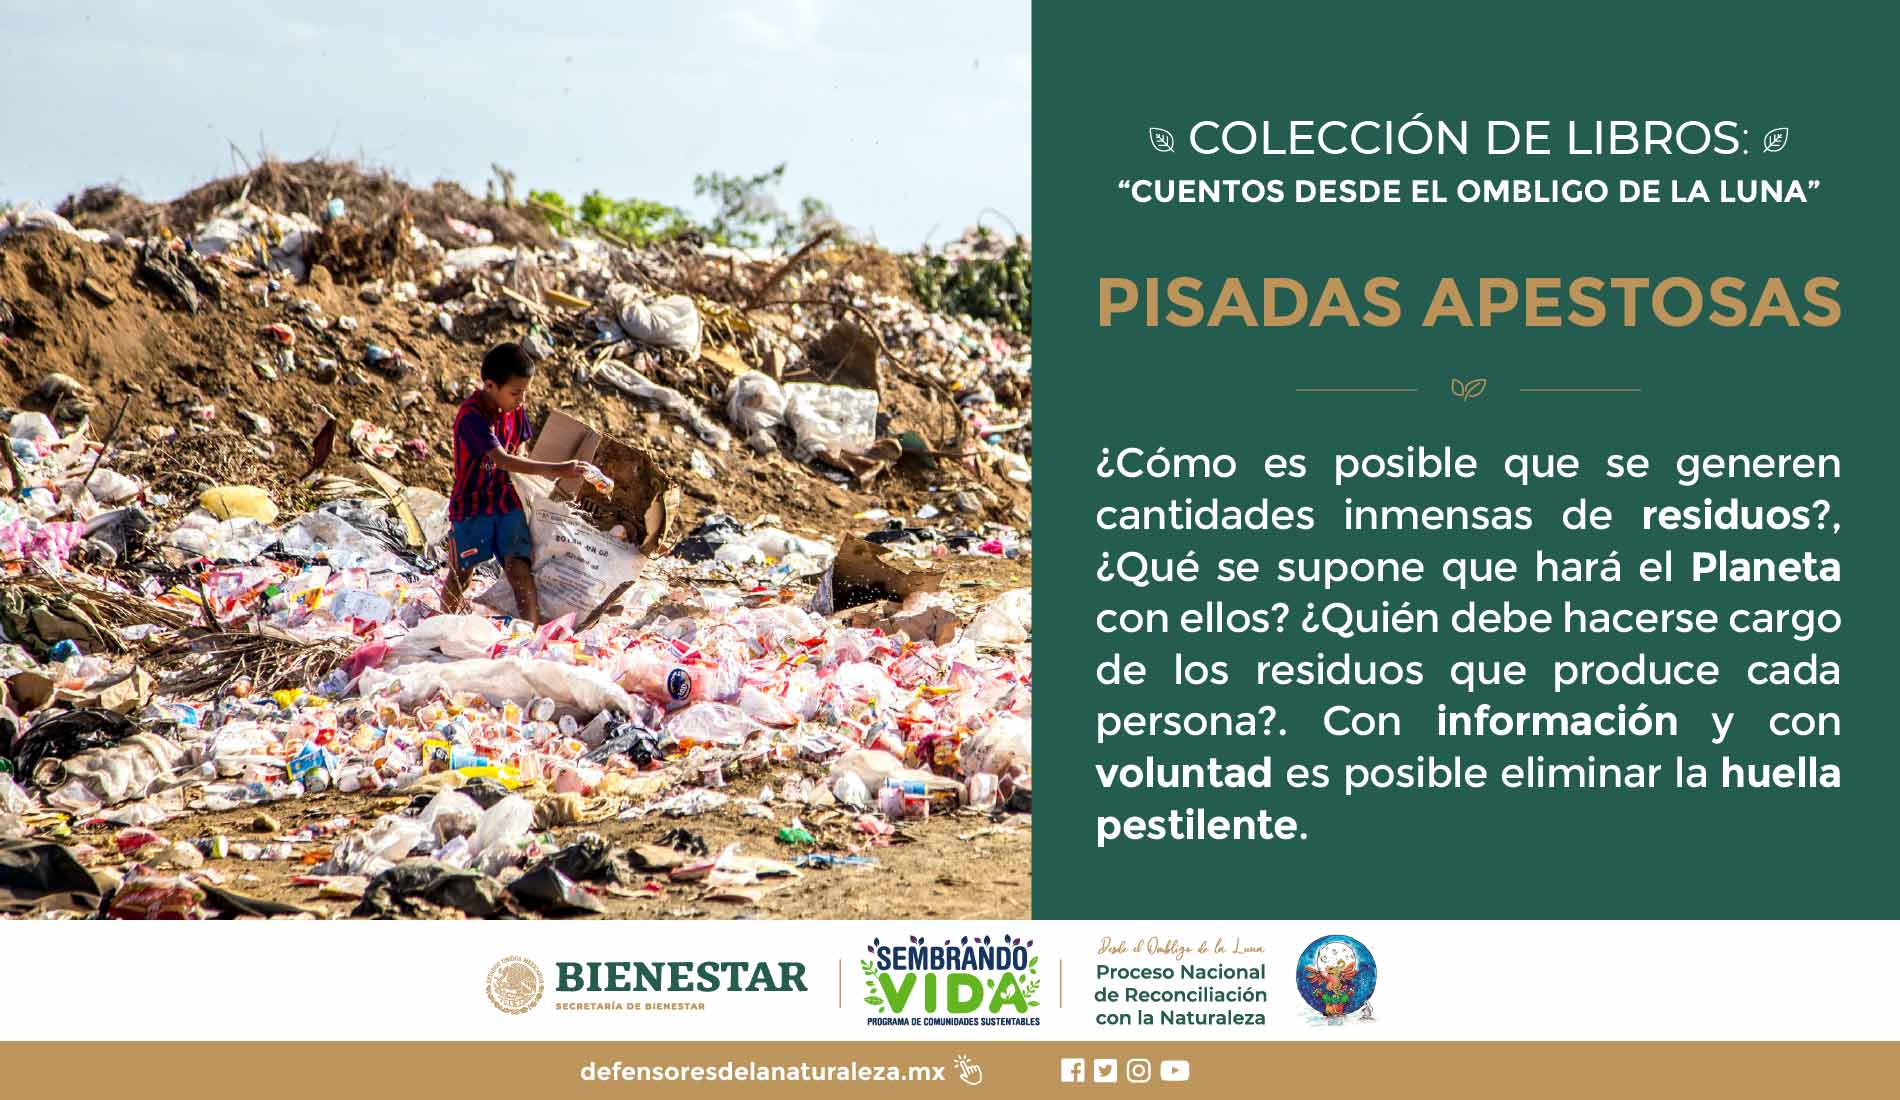 COLECCIÓN DE LIBROS:
“CUENTOS DESDE EL OMBLIGO DE LA LUNA”
PISADAS APESTOSAS
¿Cómo es posible que se generen
cantidades inmensas de residuos?,
¿Qué se supone que hará el Planeta
con ellos? ¿Quién debe hacerse cargo
de los residuos que produce cada
persona?. Con información y con
voluntad es posible eliminar la huella
pestilente.
BIENESTAR
SECRETARÍA DE BIENESTAR
SEMBRANDO
VIDA
PROGRAMA DE COMUNIDADES SUSTENTABLES
Desde el Ombligo de la Luna
Proceso Nacional
de Reconciliación
con la Naturaleza
defensoresdelanaturaleza.mx